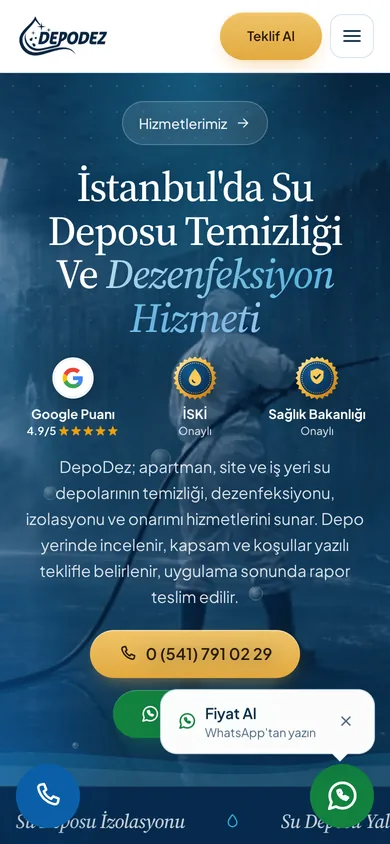 DEPODEZ
Teklif Al
Hizmetlerimiz
İstanbul'da Su
Deposu Temizliği
Ve Dezenfeksiyon
Hizmeti
Google Puanı
4.9/5
İSKİ
Onaylı
Sağlık Bakanlığı
Onaylı
DepoDez; apartman, site ve iş yeri su
depolarının temizliği, dezenfeksiyonu,
izolasyonu ve onarımı hizmetlerini sunar. Depo
yerinde incelenir, kapsam ve koşullar yazılı
teklifle belirlenir, uygulama sonunda rapor
teslim edilir.
0 (541) 791 02 29
Fiyat Al
WhatsApp'tan yazın
Su Deposu İzolasyonu
Su Deposu Yal